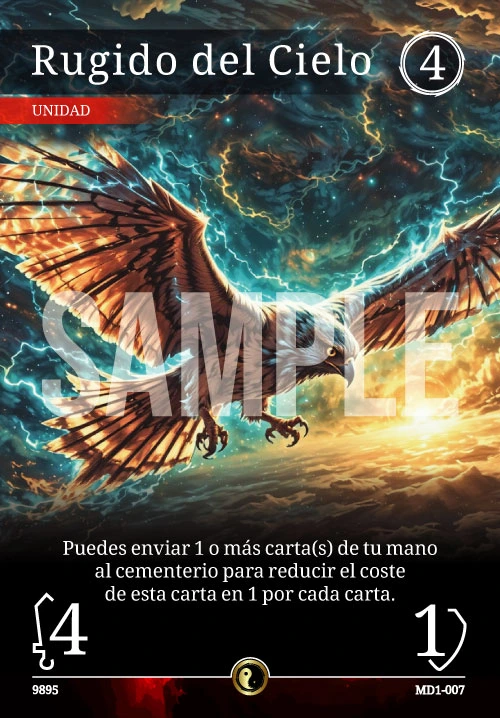 Rugido del Cielo
4
UNIDAD
SAMPLE
Puedes enviar 1 o más carta(s) de tu mano
al cementerio para reducir el coste
de esta carta en 1 por cada carta.
4
1
9895
MD1-007